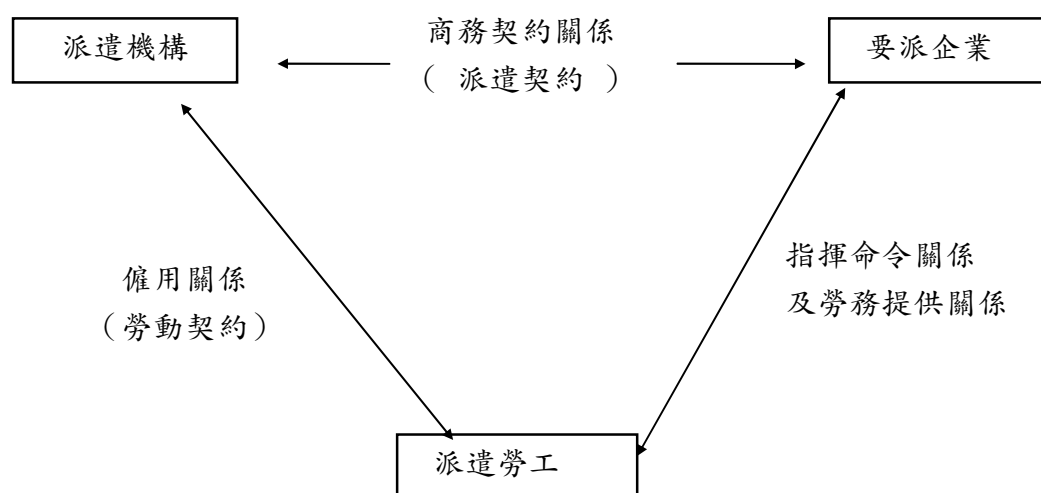 派遣機構
商務契約關係
（ 派遣契約 ）
要派企業
僱用關係
（勞動契約）
指揮命令關係
及勞務提供關係
派遣勞工